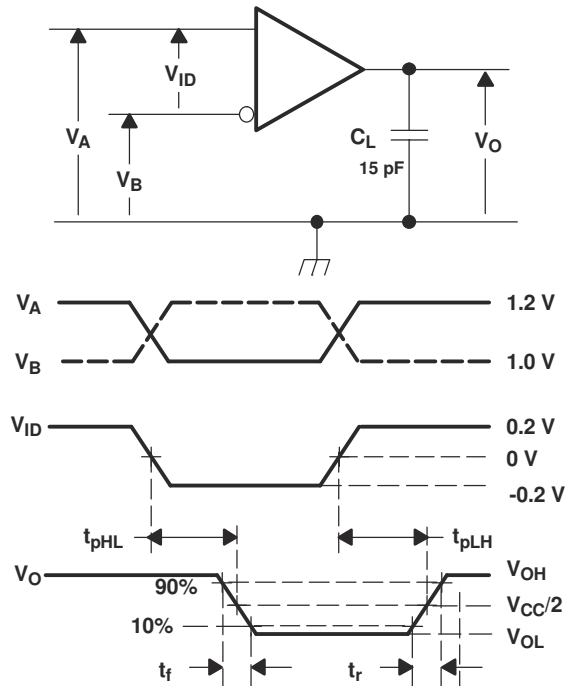 V_ID
V_A
V_B
C_L
15 pF
V_O
V_A
1.2 V
V_B
1.0 V
V_ID
0.2 V
0 V
-0.2 V
t_pHL
t_pLH
V_O
V_OH
90%
V_CC/2
10%
V_OL
t_f
t_r